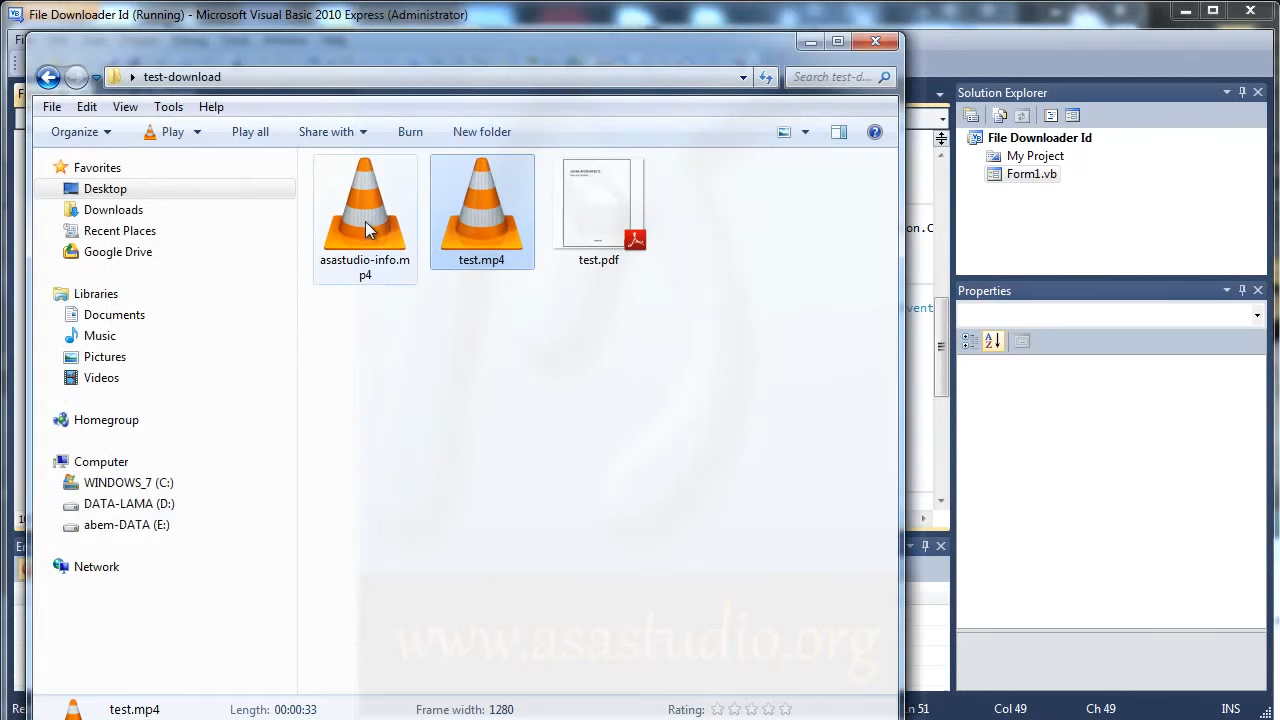 File Downloader Id (Running) - Microsoft Visual Basic 2010 Express (Administrator)
test-download
Search test-d...
File Edit View Tools Help
Organize Play Play all Share with Burn New folder
Favorites
Desktop
Downloads
Recent Places
Google Drive
Libraries
Documents
Music
Pictures
Videos
Homegroup
Computer
WINDOWS_7 (C:)
DATA-LAMA (D:)
abem-DATA (E:)
Network
asastudio-info.m
p4
test.mp4
test.pdf
www.asastudio.org
test.mp4 Length: 00:00:33 Frame width: 1280 Rating:
Solution Explorer
File Downloader Id
My Project
Form1.vb
on.C
vent
Properties
Ln 51 Col 49 Ch 49 INS